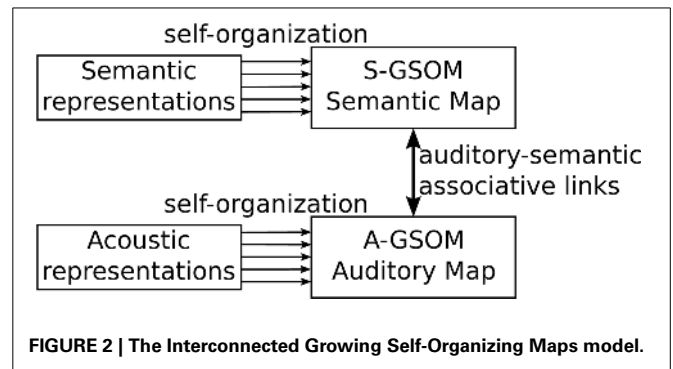 self-organization
Semantic
representations
S-GSOM
Semantic Map
auditory-semantic
associative links
self-organization
Acoustic
representations
A-GSOM
Auditory Map
FIGURE 2 | The Interconnected Growing Self-Organizing Maps model.